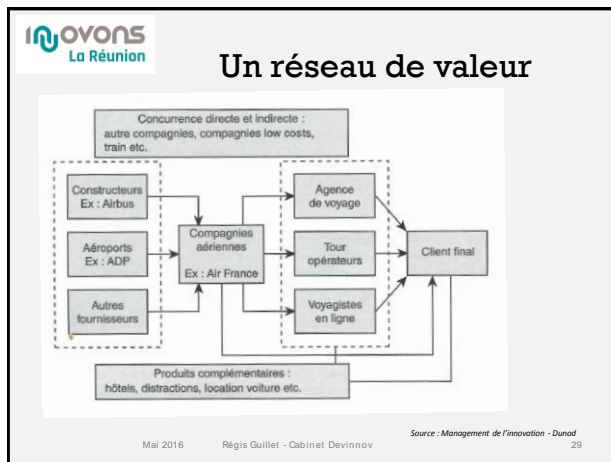 INOVONS
La Réunion
Un réseau de valeur
Concurrence directe et indirecte :
autre compagnies, compagnies low costs,
train etc.
Constructeurs
Ex : Airbus
Aéroports
Ex : ADP
Autres
fournisseurs
Compagnies
aériennes
Ex : Air France
Agence
de voyage
Tour
opérateurs
Voyagistes
en ligne
Client final
Produits complémentaires :
hôtels, distractions, location voiture etc.
Source : Management de l'innovation - Dunod
Mai 2016
Régis Guillet - Cabinet Devinnov
29